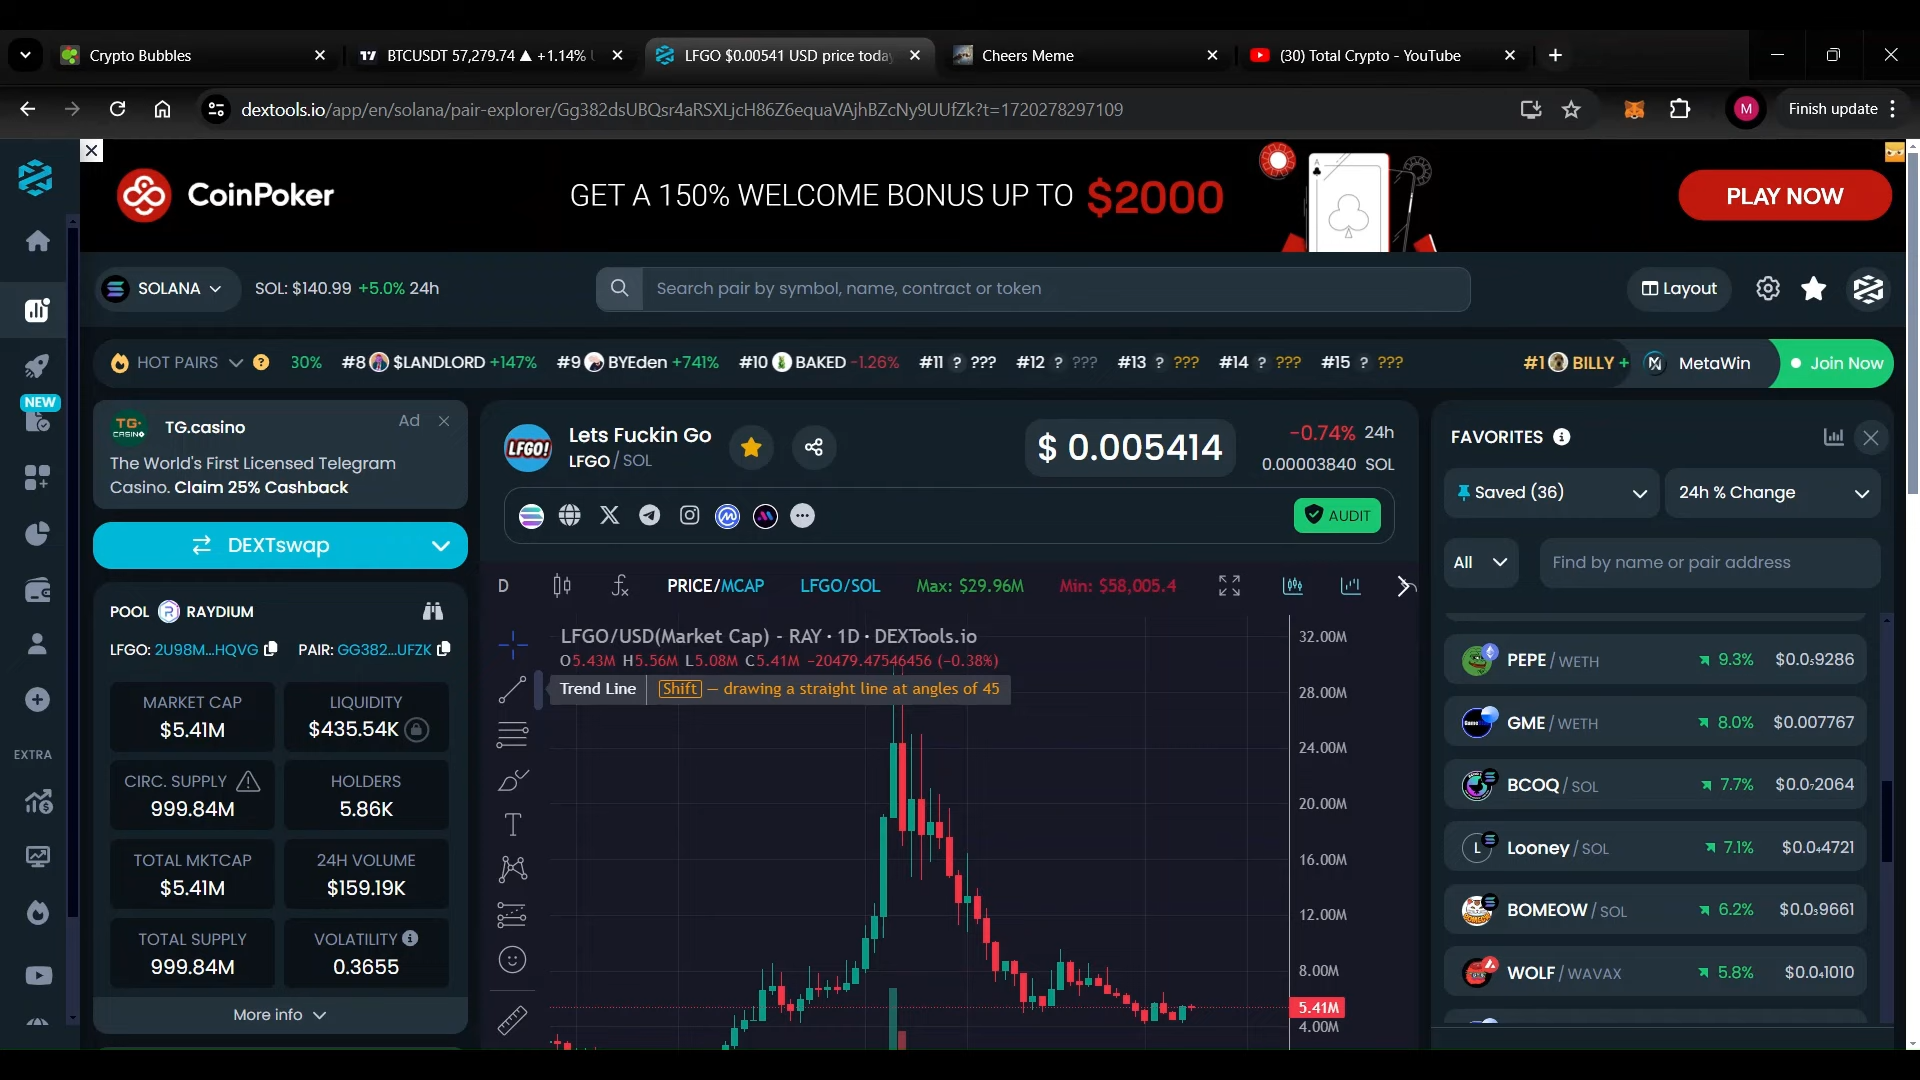 Crypto Bubbles
BTCUSDT 57,279.74 ▲ +1.14%
LFGO $0.00541 USD price today
Cheers Meme
(30) Total Crypto - YouTube
dextools.io/app/en/solana/pair-explorer/Gg382dsUBQsr4aRSXLjcH86Z6equaVAjhBZcNy9UUfZk?t=1720278297109
M
Finish update
CoinPoker
GET A 150% WELCOME BONUS UP TO $2000
PLAY NOW
SOLANA
SOL: $140.99 +5.0% 24h
Search pair by symbol, name, contract or token
Layout
HOT PAIRS
30% #8 $LANDLORD +147% #9 BYEden +741% #10 BAKED -1.26% #11 ? ??? #12 ? ??? #13 ? ??? #14 ? ??? #15 ? ???
#1 BILLY +
MetaWin
Join Now
NEW
EXTRA
TG.casino
Ad
The World's First Licensed Telegram
Casino. Claim 25% Cashback
DEXTswap
POOL RAYDIUM
LFGO: 2U98M...HQVG PAIR: GG382...UFZK
MARKET CAP
$5.41M
LIQUIDITY
$435.54K
CIRC. SUPPLY
999.84M
HOLDERS
5.86K
TOTAL MKTCAP
$5.41M
24H VOLUME
$159.19K
TOTAL SUPPLY
999.84M
VOLATILITY
0.3655
More info
LFGO!
Lets Fuckin Go
LFGO / SOL
$ 0.005414
-0.74% 24h
0.00003840 SOL
AUDIT
D
PRICE/MCAP
LFGO/SOL
Max: $29.96M
Min: $58,005.4
LFGO/USD(Market Cap) - RAY · 1D · DEXTools.io
O5.43M H5.56M L5.08M C5.41M -20479.47546456 (-0.38%)
Trend Line
Shift — drawing a straight line at angles of 45
32.00M
28.00M
24.00M
20.00M
16.00M
12.00M
8.00M
5.41M
4.00M
FAVORITES
Saved (36)
24h % Change
All
Find by name or pair address
PEPE / WETH 9.3% $0.0₅9286
GME / WETH 8.0% $0.007767
BCOQ / SOL 7.7% $0.0₇2064
Looney / SOL 7.1% $0.0₄4721
BOMEOW / SOL 6.2% $0.0₃9661
WOLF / WAVAX 5.8% $0.0₄1010